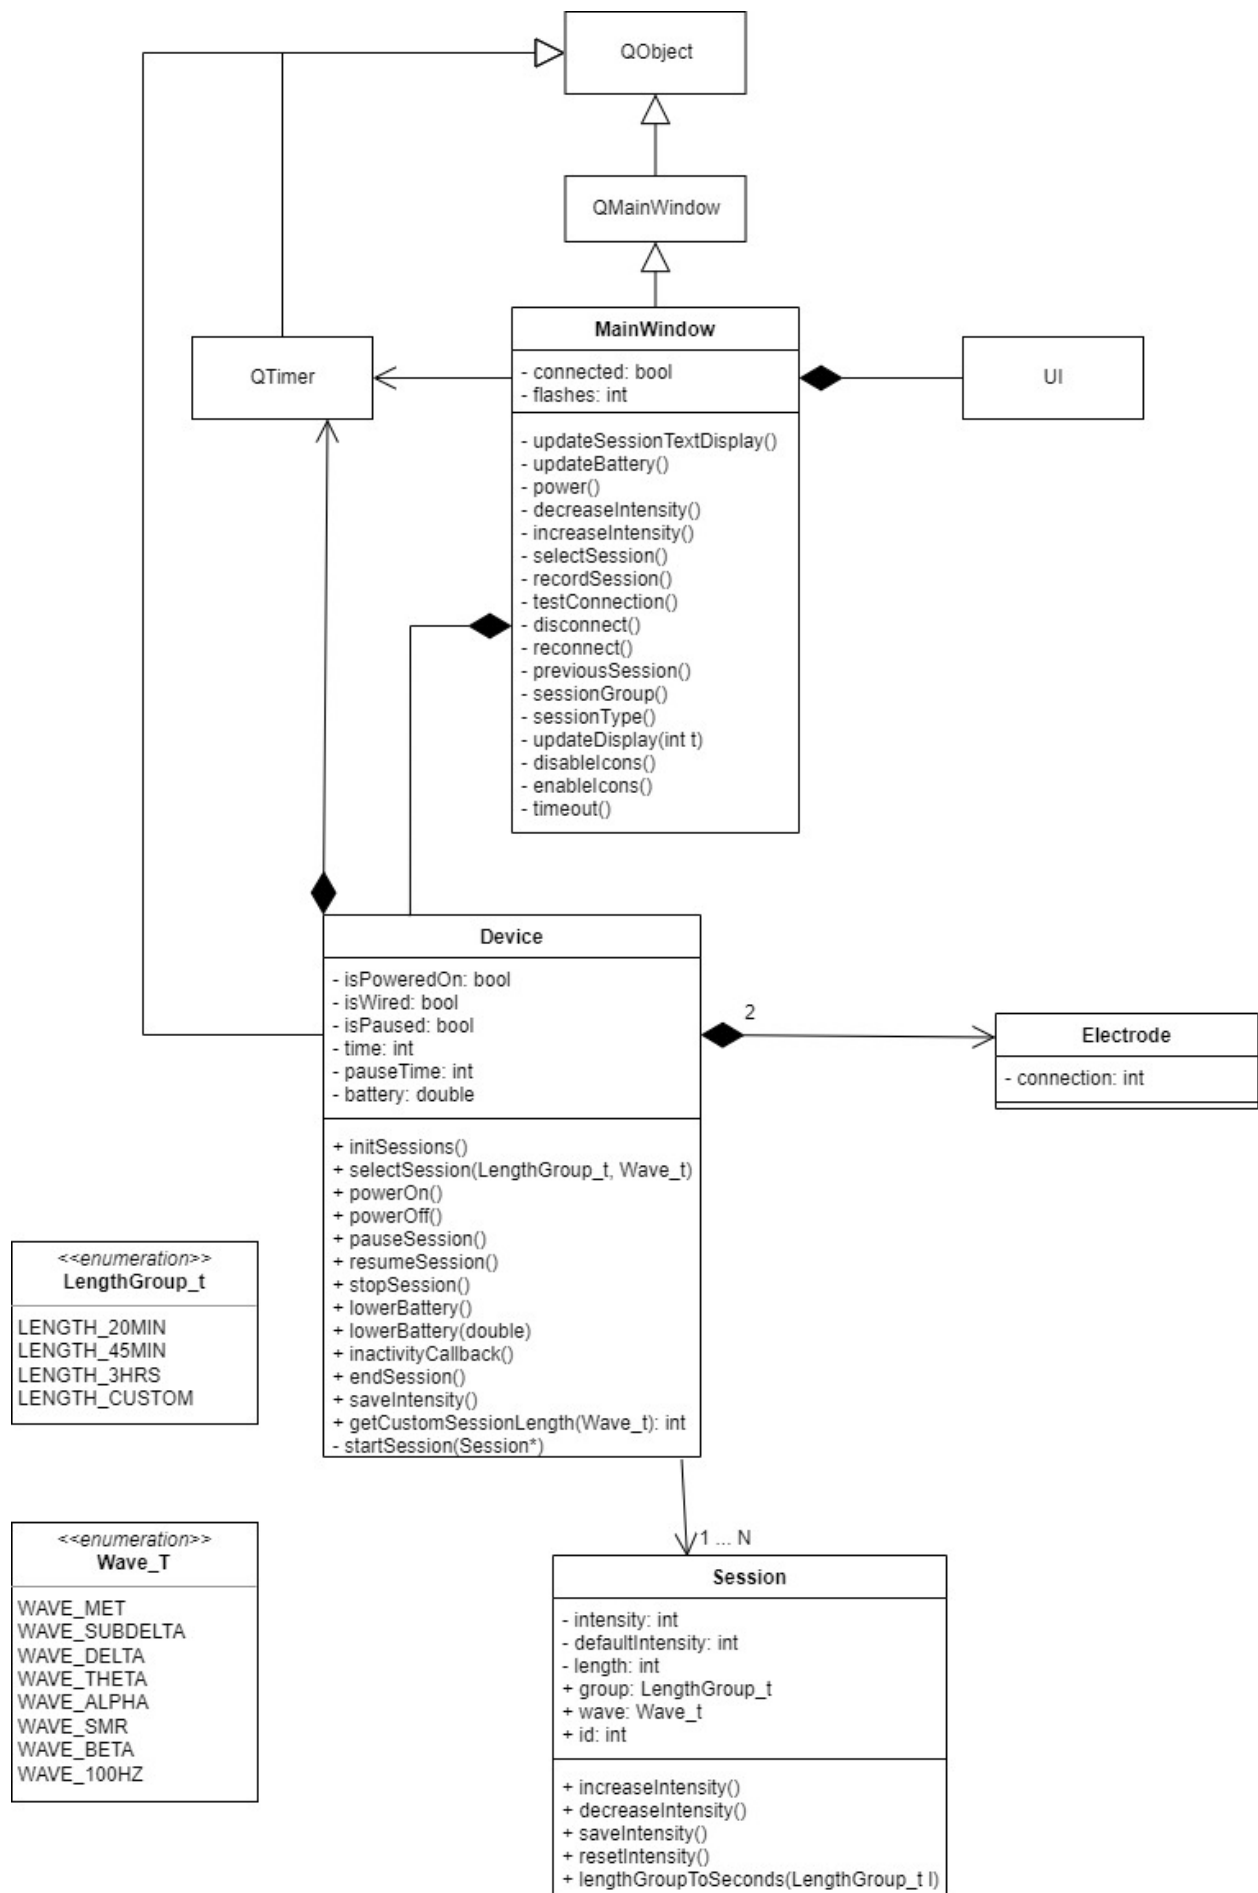 QObject
QMainWindow
MainWindow
- connected: bool
- flashes: int
- updateSessionTextDisplay()
- updateBattery()
- power()
- decreaseIntensity()
- increaseIntensity()
- selectSession()
- recordSession()
- testConnection()
- disconnect()
- reconnect()
- previousSession()
- sessionGroup()
- sessionType()
- updateDisplay(int t)
- disableIcons()
- enableIcons()
- timeout()
QTimer
UI
Device
- isPoweredOn: bool
- isWired: bool
- isPaused: bool
- time: int
- pauseTime: int
- battery: double
+ initSessions()
+ selectSession(LengthGroup_t, Wave_t)
+ powerOn()
+ powerOff()
+ pauseSession()
+ resumeSession()
+ stopSession()
+ lowerBattery()
+ lowerBattery(double)
+ inactivityCallback()
+ endSession()
+ saveIntensity()
+ getCustomSessionLength(Wave_t): int
- startSession(Session*)
2
Electrode
- connection: int
<<enumeration>>
LengthGroup_t
LENGTH_20MIN
LENGTH_45MIN
LENGTH_3HRS
LENGTH_CUSTOM
<<enumeration>>
Wave_T
WAVE_MET
WAVE_SUBDELTA
WAVE_DELTA
WAVE_THETA
WAVE_ALPHA
WAVE_SMR
WAVE_BETA
WAVE_100HZ
1 ... N
Session
- intensity: int
- defaultIntensity: int
- length: int
+ group: LengthGroup_t
+ wave: Wave_t
+ id: int
+ increaseIntensity()
+ decreaseIntensity()
+ saveIntensity()
+ resetIntensity()
+ lengthGroupToSeconds(LengthGroup_t l)